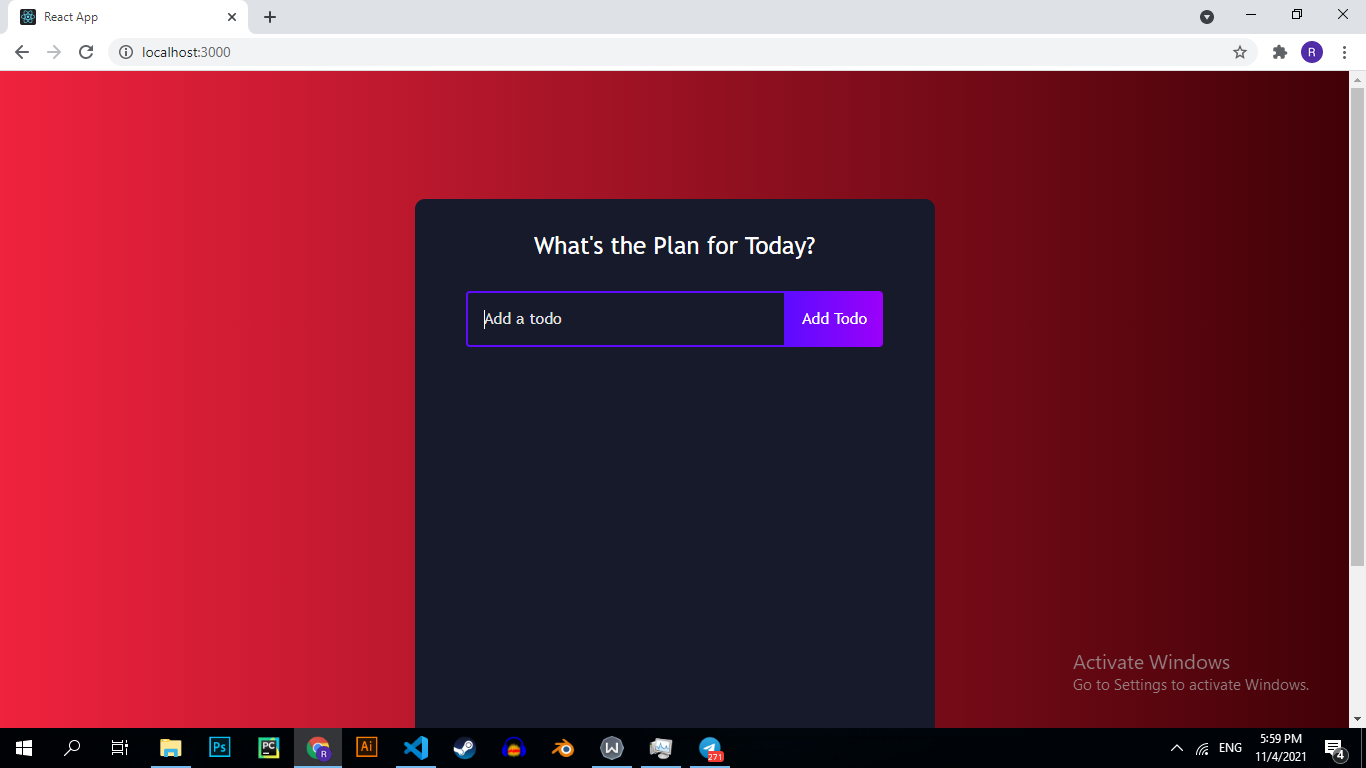 React App
localhost:3000
R
What's the Plan for Today?
Add a todo
Add Todo
Activate Windows
Go to Settings to activate Windows.
Ps
PC
R
Ai
W
271
ENG
5:59 PM
11/4/2021
4